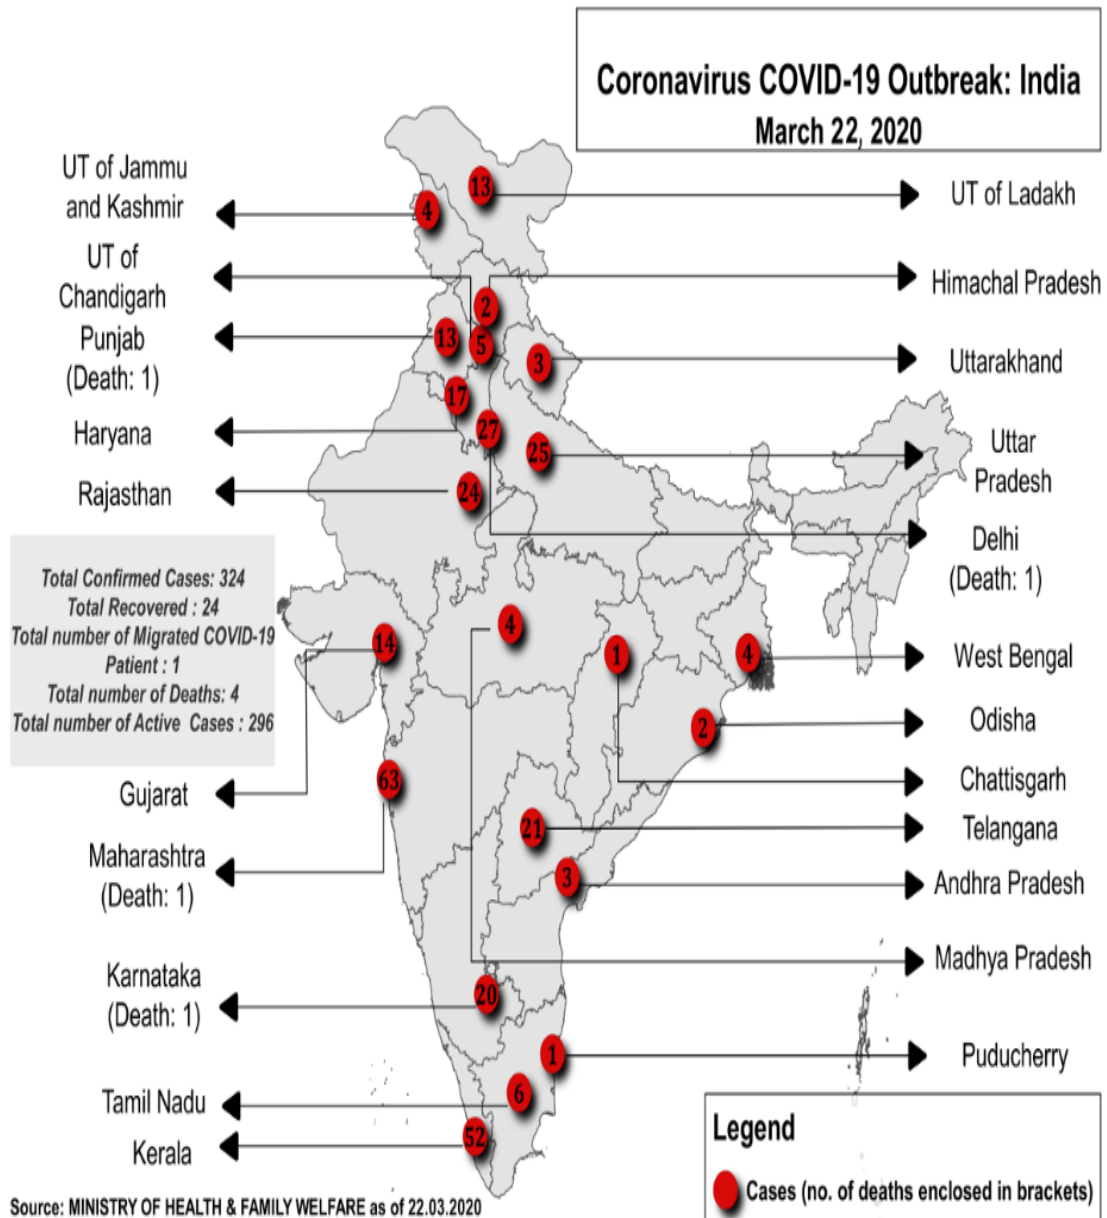 Coronavirus COVID-19 Outbreak: India
March 22, 2020
UT of Jammu
and Kashmir
4
13
UT of Ladakh
UT of
Chandigarh
2
Himachal Pradesh
Punjab
(Death: 1)
13
5
3
Uttarakhand
17
Haryana
27
25
Uttar
Pradesh
Rajasthan
24
Delhi
(Death: 1)
Total Confirmed Cases: 324
Total Recovered : 24
Total number of Migrated COVID-19
Patient : 1
Total number of Deaths: 4
Total number of Active Cases : 296
14
4
1
4
West Bengal
2
Odisha
Gujarat
63
Chattisgarh
21
Telangana
Maharashtra
(Death: 1)
3
Andhra Pradesh
Madhya Pradesh
Karnataka
(Death: 1)
20
1
Puducherry
Tamil Nadu
6
Kerala
52
Legend
Cases (no. of deaths enclosed in brackets)
Source: MINISTRY OF HEALTH & FAMILY WELFARE as of 22.03.2020